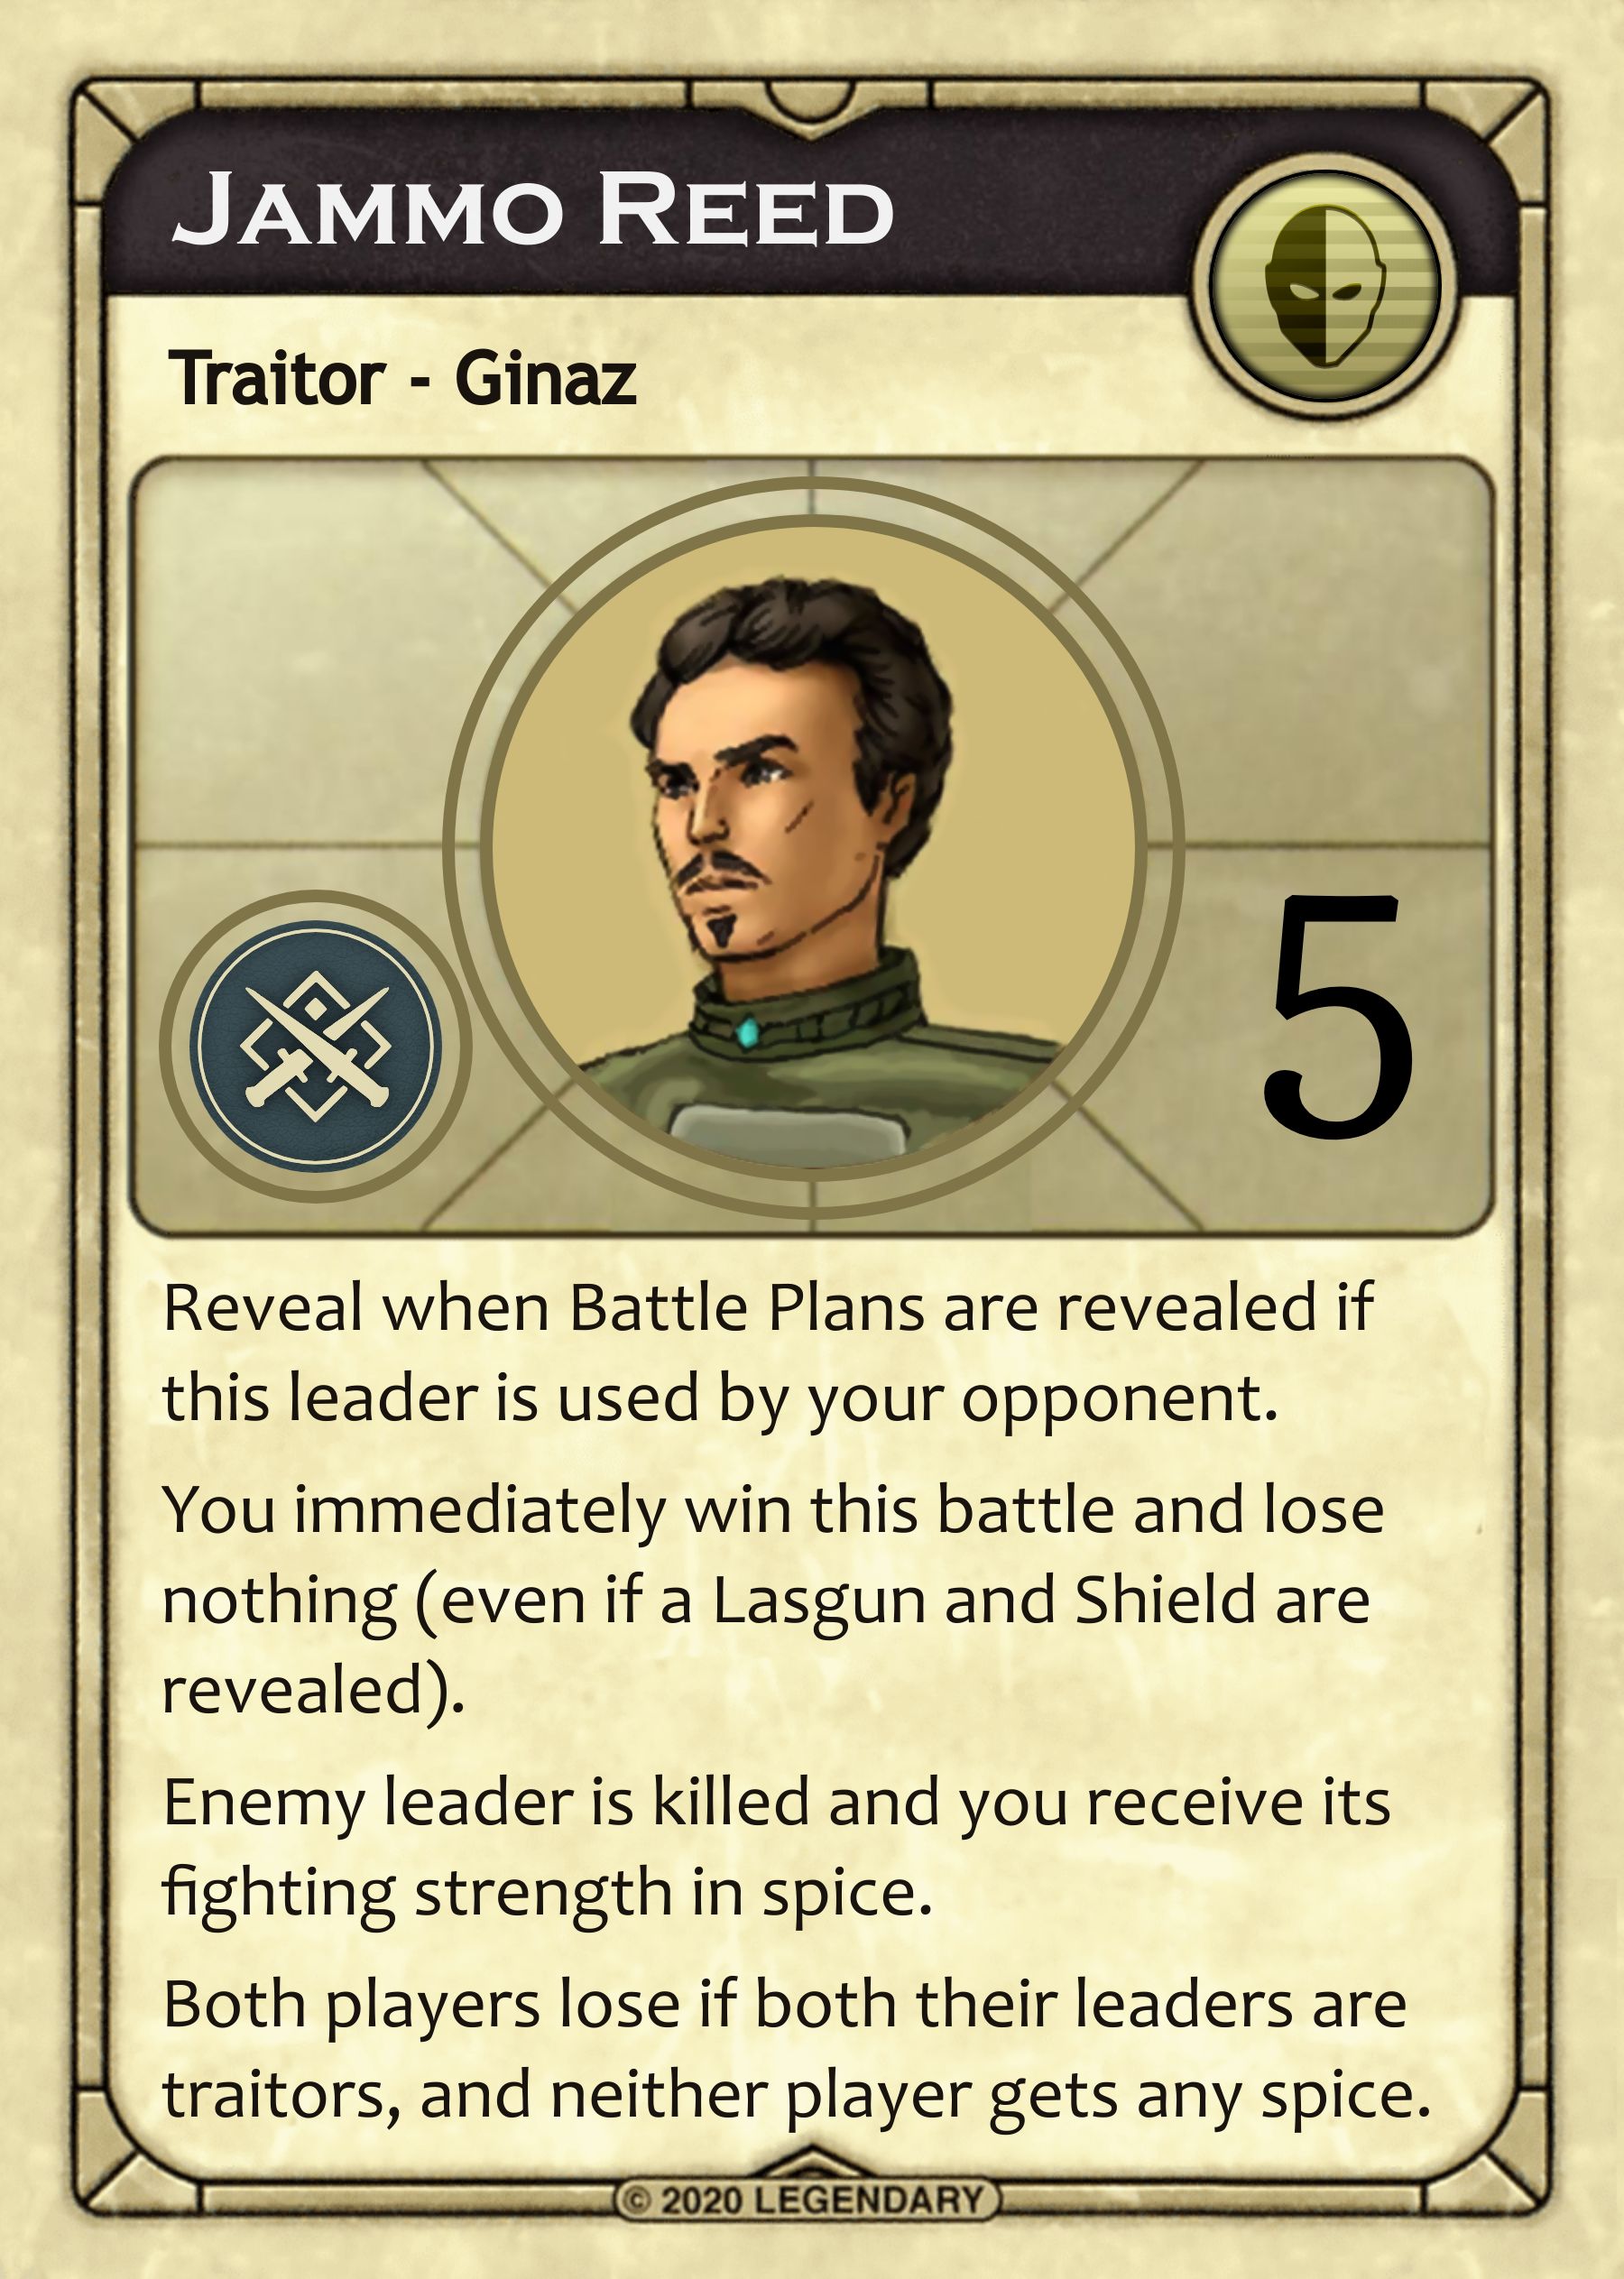 Jammo Reed
Traitor - Ginaz
5
Reveal when Battle Plans are revealed if
this leader is used by your opponent.
You immediately win this battle and lose
nothing (even if a Lasgun and Shield are
revealed).
Enemy leader is killed and you receive its
fighting strength in spice.
Both players lose if both their leaders are
traitors, and neither player gets any spice.
© 2020 LEGENDARY